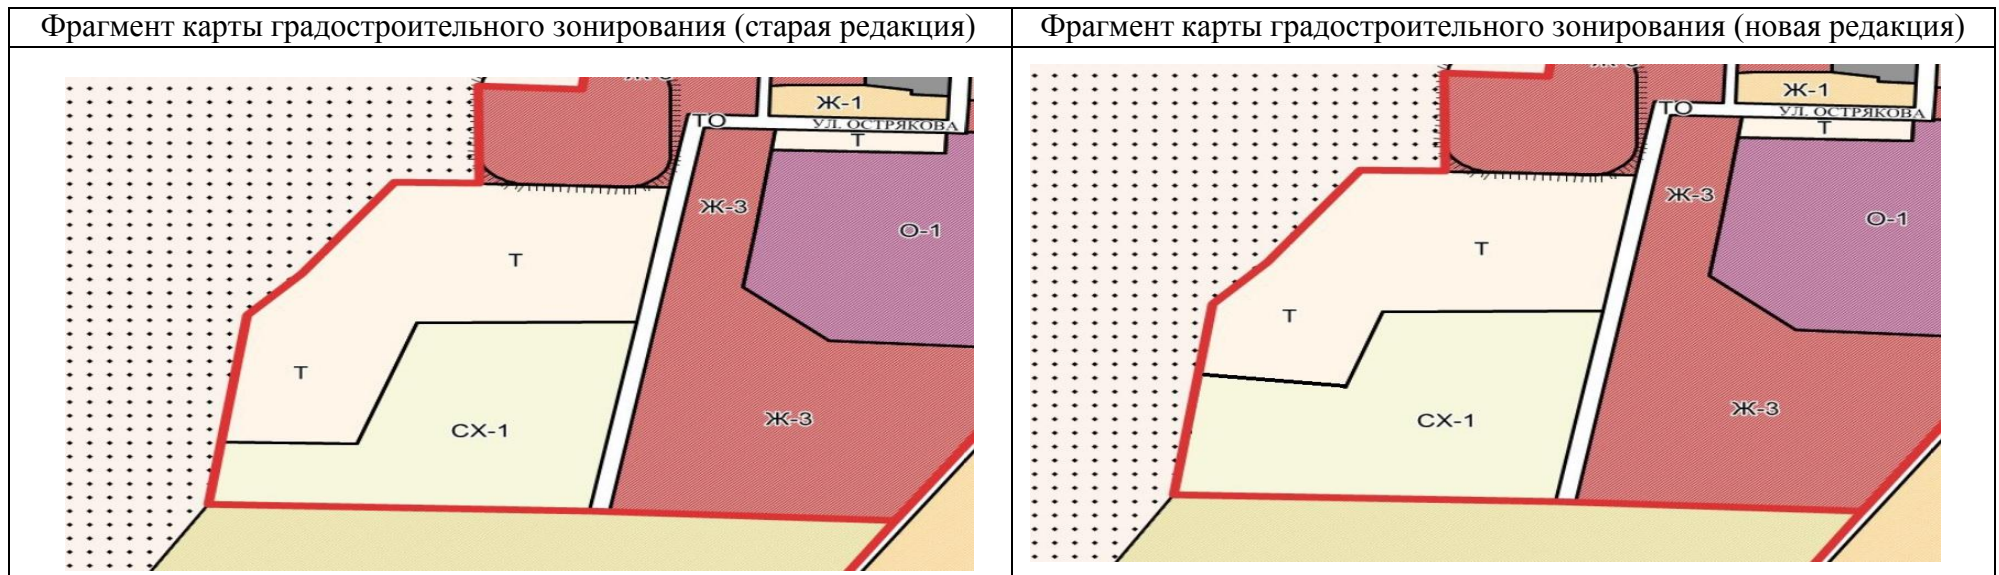 Фрагмент карты градостроительного зонирования (старая редакция)
Ж-1
ТО
УЛ. ОСТРЯКОВА
Т
Ж-3
О-1
Т
Т
СХ-1
Ж-3
Фрагмент карты градостроительного зонирования (новая редакция)
Ж-1
ТО
УЛ. ОСТРЯКОВА
Т
Ж-3
О-1
Т
Т
СХ-1
Ж-3